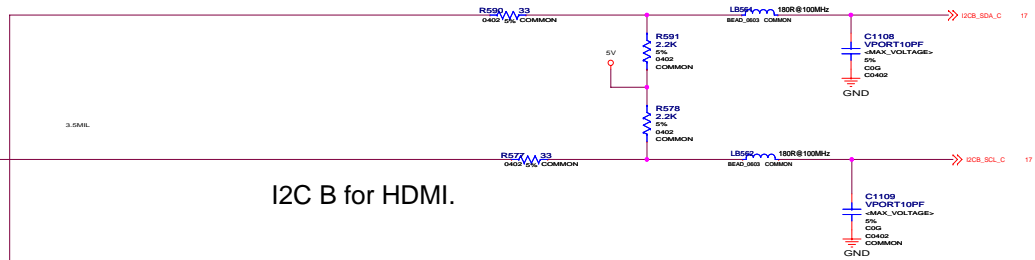 R590 33
0402 5% COMMON
LB561 180R@100MHz
BEAD_0603 COMMON
I2CB_SDA_C 17
R591
2.2K
5%
0402
COMMON
5V
C1108
VPORT10PF
<MAX_VOLTAGE>
5%
C0G
C0402
GND
3.5MIL
R578
2.2K
5%
0402
COMMON
R577 33
0402 5% COMMON
LB562 180R@100MHz
BEAD_0603 COMMON
I2CB_SCL_C 17
I2C B for HDMI.
C1109
VPORT10PF
<MAX_VOLTAGE>
5%
C0G
C0402
COMMON
GND